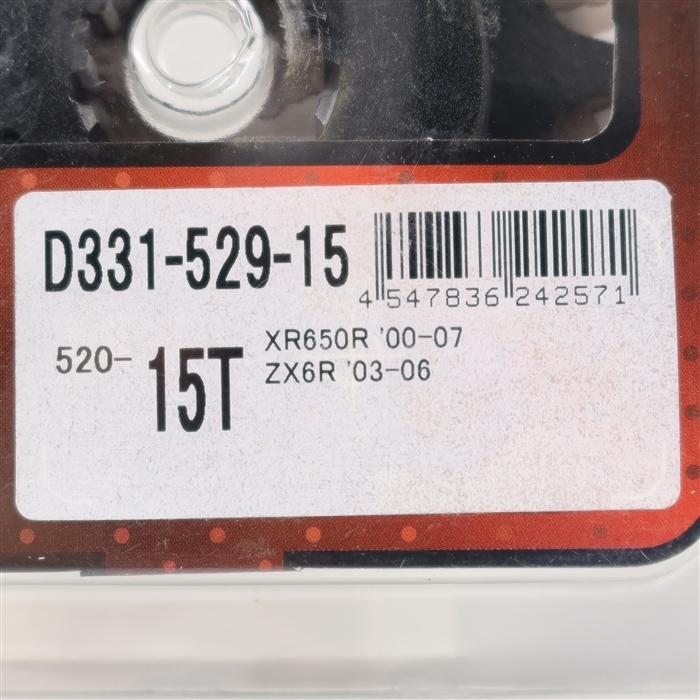 D331-529-15
4 547836 242571
520-
15T
XR650R '00-07
ZX6R '03-06